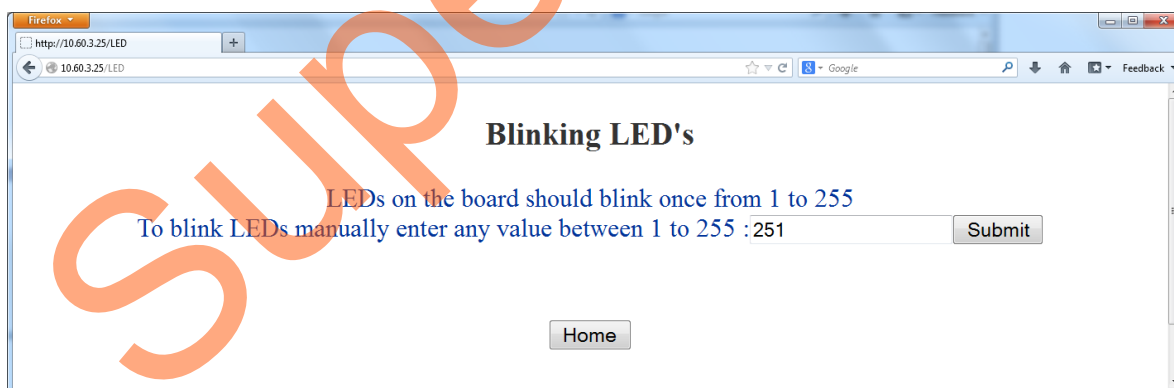 Firefox
http://10.60.3.25/LED +
10.60.3.25/LED Google Feedback
Blinking LED's
LEDs on the board should blink once from 1 to 255
To blink LEDs manually enter any value between 1 to 255 : 251 Submit
Home
Supe